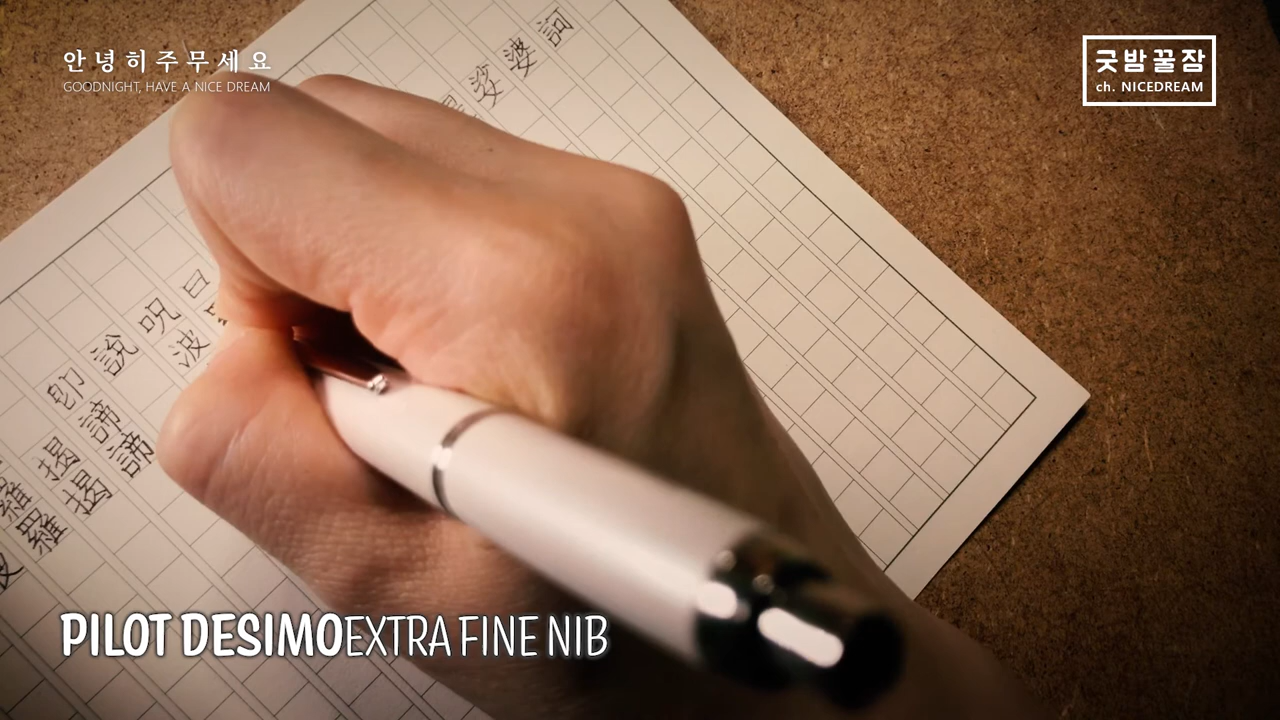 안녕히주무세요
GOODNIGHT, HAVE A NICE DREAM
굿밤꿀잠
ch. NICEDREAM
即說呪曰
羅揭諦 波 娑婆訶
羅揭諦
PILOT DESIMO EXTRA FINE NIB